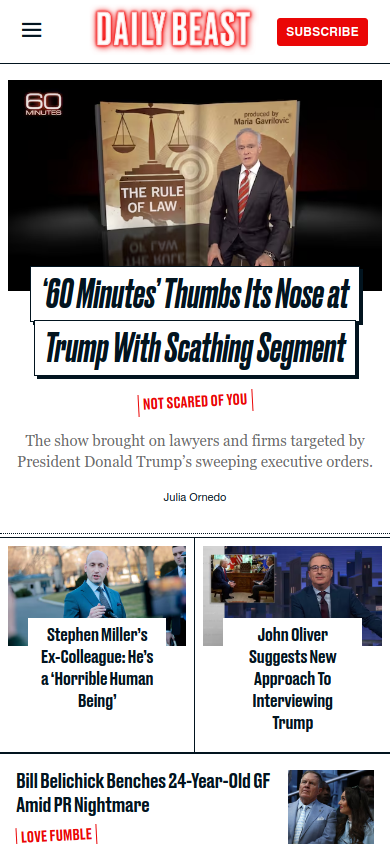 DAILY BEAST
SUBSCRIBE
60
MINUTES
produced by
Maria Gavrilovic
THE RULE
OF LAW
‘60 Minutes’ Thumbs Its Nose at
Trump With Scathing Segment
NOT SCARED OF YOU
The show brought on lawyers and firms targeted by
President Donald Trump’s sweeping executive orders.
Julia Ornedo
Stephen Miller’s
Ex-Colleague: He’s
a ‘Horrible Human
Being’
John Oliver
Suggests New
Approach To
Interviewing
Trump
Bill Belichick Benches 24-Year-Old GF
Amid PR Nightmare
LOVE FUMBLE